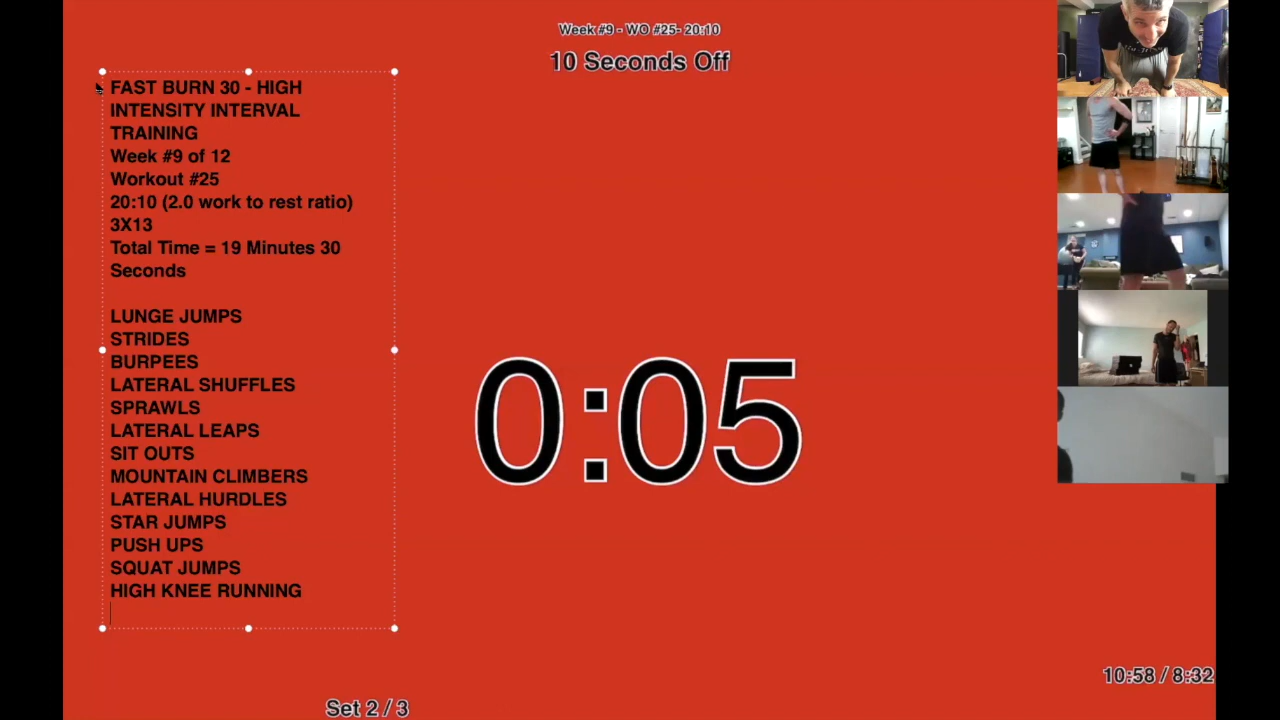 Week #9 - WO #25- 20:10
10 Seconds Off
FAST BURN 30 - HIGH
INTENSITY INTERVAL
TRAINING
Week #9 of 12
Workout #25
20:10 (2.0 work to rest ratio)
3X13
Total Time = 19 Minutes 30
Seconds
LUNGE JUMPS
STRIDES
BURPEES
LATERAL SHUFFLES
SPRAWLS
LATERAL LEAPS
SIT OUTS
MOUNTAIN CLIMBERS
LATERAL HURDLES
STAR JUMPS
PUSH UPS
SQUAT JUMPS
HIGH KNEE RUNNING
0:05
10:58 / 8:32
Set 2 / 3